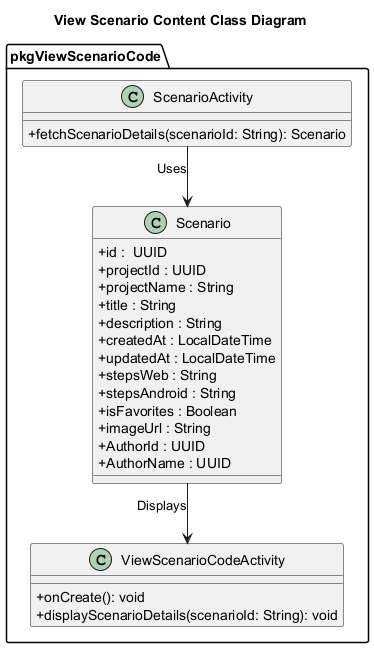 View Scenario Content Class Diagram
pkgViewScenarioCode
C ScenarioActivity
+fetchScenarioDetails(scenarioId: String): Scenario
Uses
C Scenario
+id :  UUID
+projectId : UUID
+projectName : String
+title : String
+description : String
+createdAt : LocalDateTime
+updatedAt : LocalDateTime
+stepsWeb : String
+stepsAndroid : String
+isFavorites : Boolean
+imageUrl : String
+AuthorId : UUID
+AuthorName : UUID
Displays
C ViewScenarioCodeActivity
+onCreate(): void
+displayScenarioDetails(scenarioId: String): void